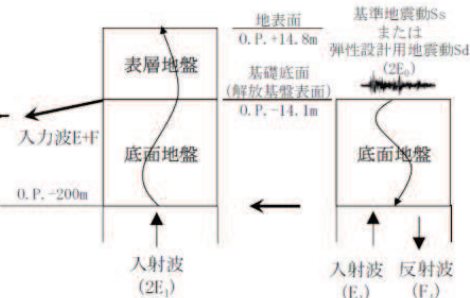 地表面
O.P.+14.8m
基準地震動Ss
または
弾性設計用地震動Sd
(2E₀)
表層地盤
基礎底面
(解放基盤表面)
O.P.-14.1m
入力波E+F
底面地盤
底面地盤
O.P.-200m
入射波
(2E₁)
入射波
(E₁)
反射波
(F₁)